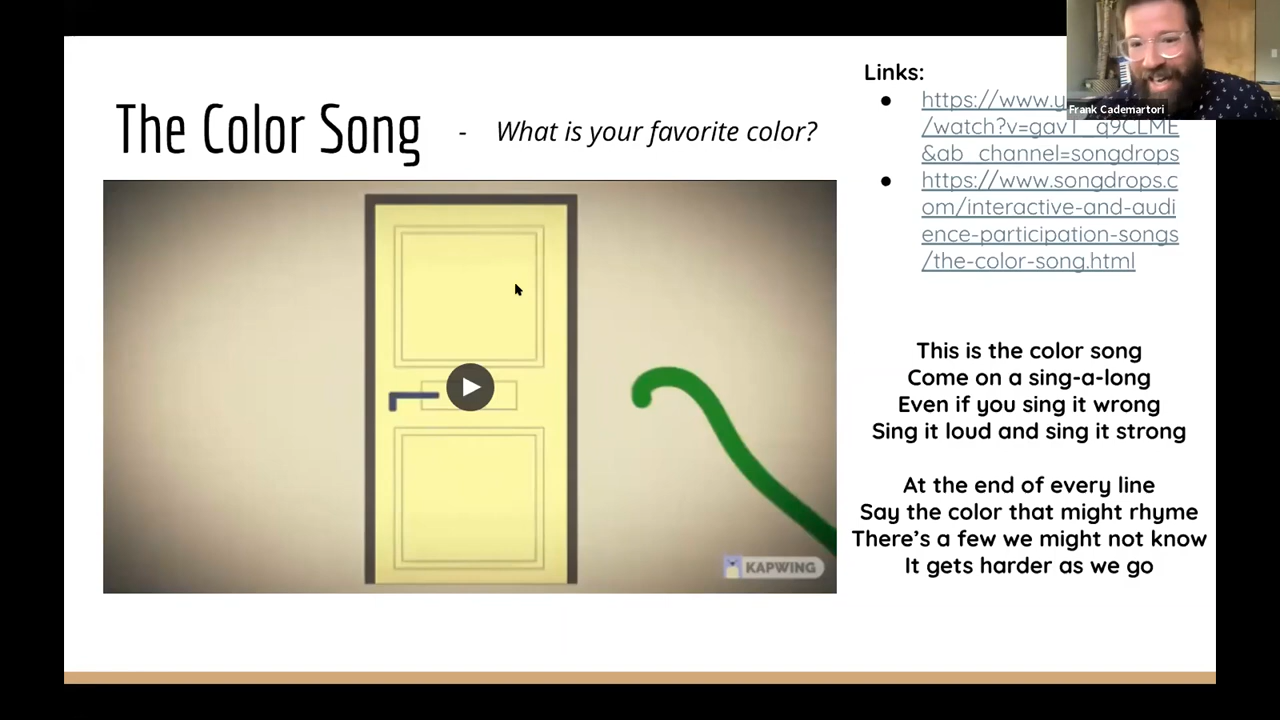 The Color Song - What is your favorite color?
Links:
https://www.y
Frank Cademartori
/watch?v=gavT_q9CLME
&ab_channel=songdrops
https://www.songdrops.c
om/interactive-and-audi
ence-participation-songs
/the-color-song.html
This is the color song
Come on a sing-a-long
Even if you sing it wrong
Sing it loud and sing it strong
At the end of every line
Say the color that might rhyme
There's a few we might not know
It gets harder as we go
KAPWING